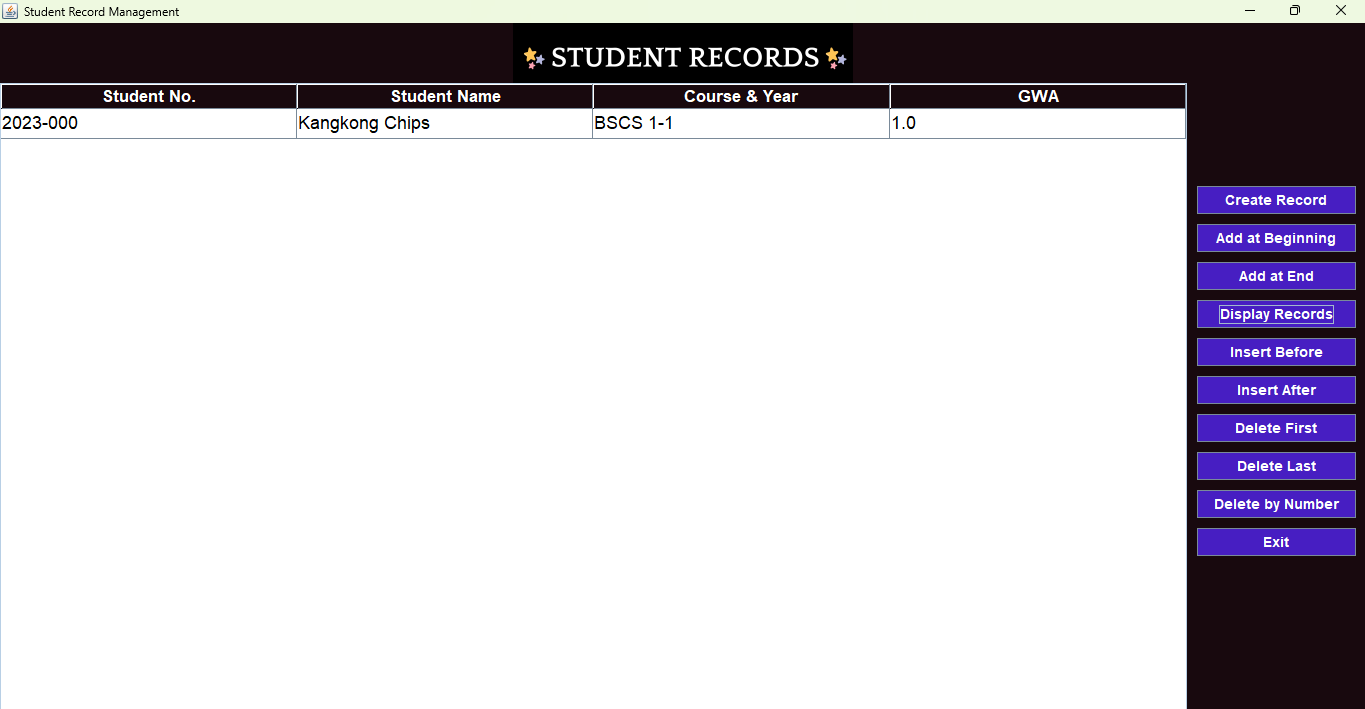 Student Record Management
STUDENT RECORDS
Student No. Student Name Course & Year GWA
2023-000 Kangkong Chips BSCS 1-1 1.0
Create Record
Add at Beginning
Add at End
Display Records
Insert Before
Insert After
Delete First
Delete Last
Delete by Number
Exit